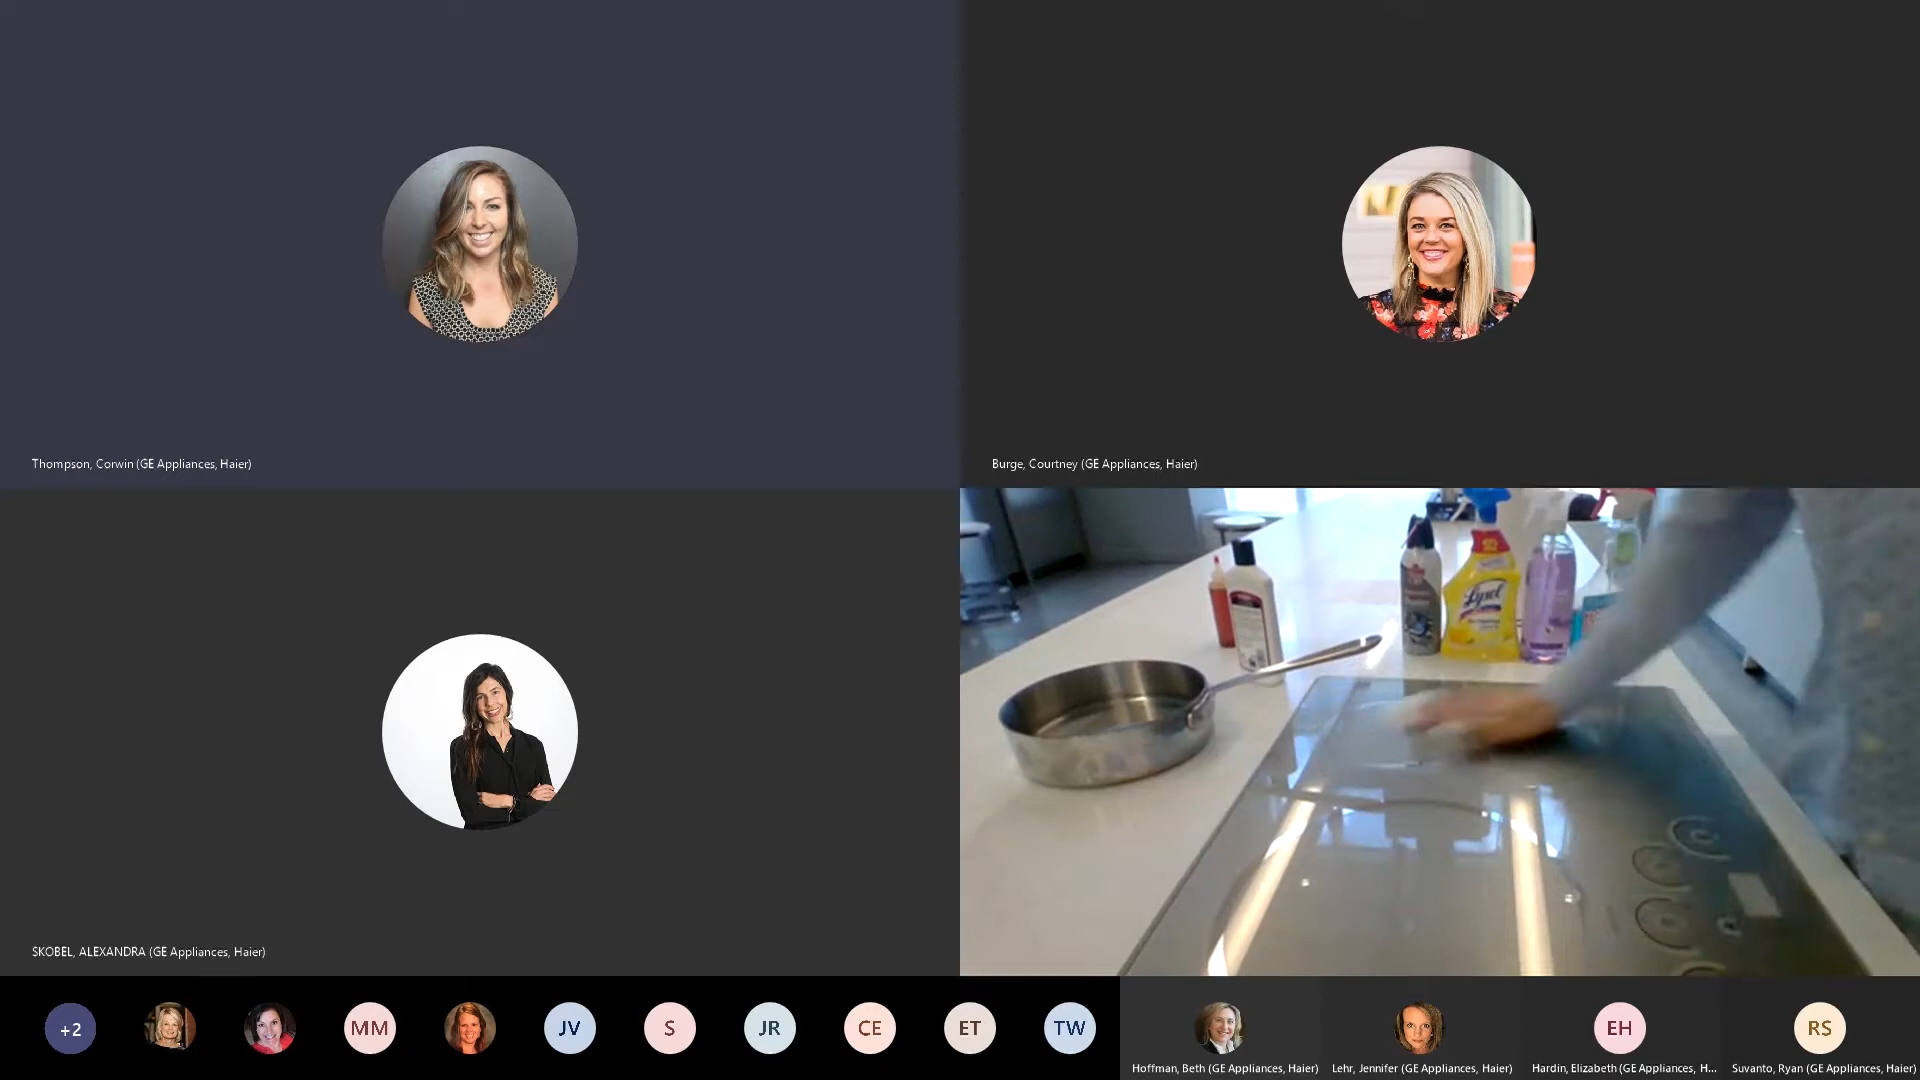 Thompson, Corwin (GE Appliances, Haier)
Burge, Courtney (GE Appliances, Haier)
Lysol
SKOBEL, ALEXANDRA (GE Appliances, Haier)
+2
MM
JV
S
JR
CE
ET
TW
EH
RS
Hoffman, Beth (GE Appliances, Haier)
Lehr, Jennifer (GE Appliances, Haier)
Hardin, Elizabeth (GE Appliances, H...
Suvanto, Ryan (GE Appliances, Haier)